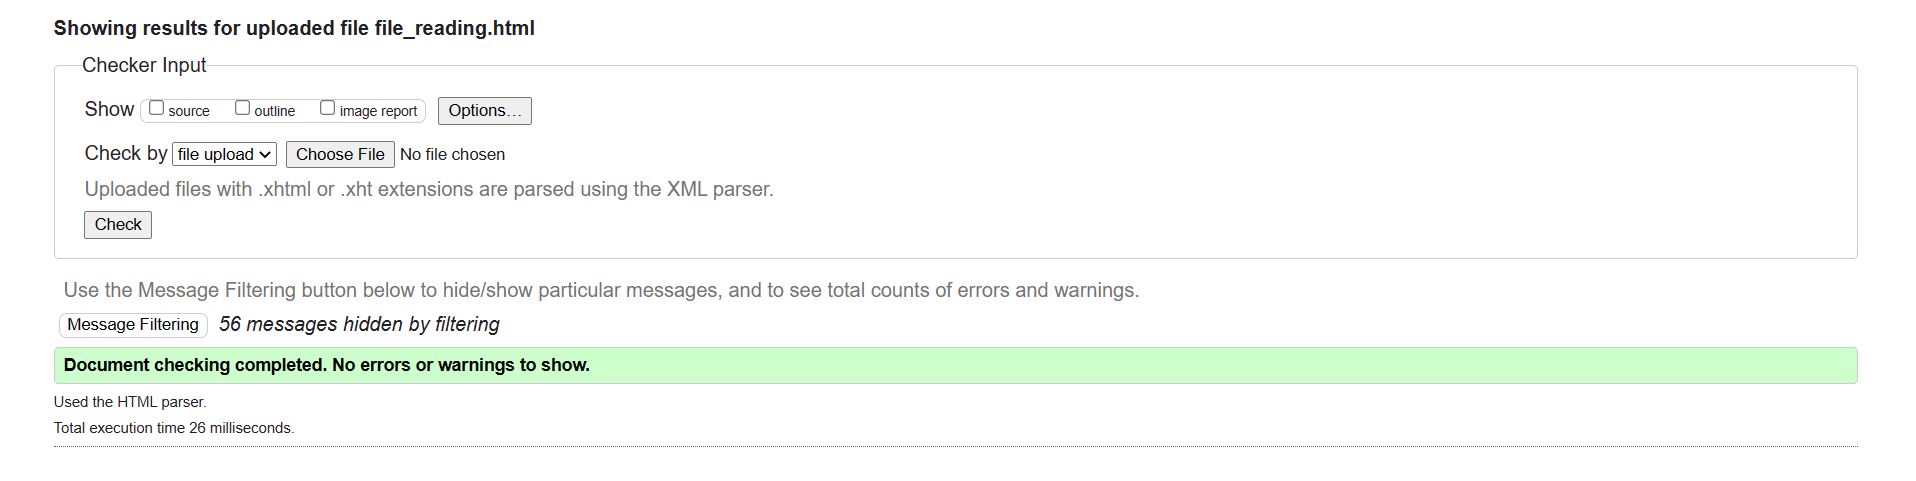 Showing results for uploaded file file_reading.html
Checker Input
Show source outline image report Options…
Check by file upload Choose File No file chosen
Uploaded files with .xhtml or .xht extensions are parsed using the XML parser.
Check
Use the Message Filtering button below to hide/show particular messages, and to see total counts of errors and warnings.
Message Filtering 56 messages hidden by filtering
Document checking completed. No errors or warnings to show.
Used the HTML parser.
Total execution time 26 milliseconds.